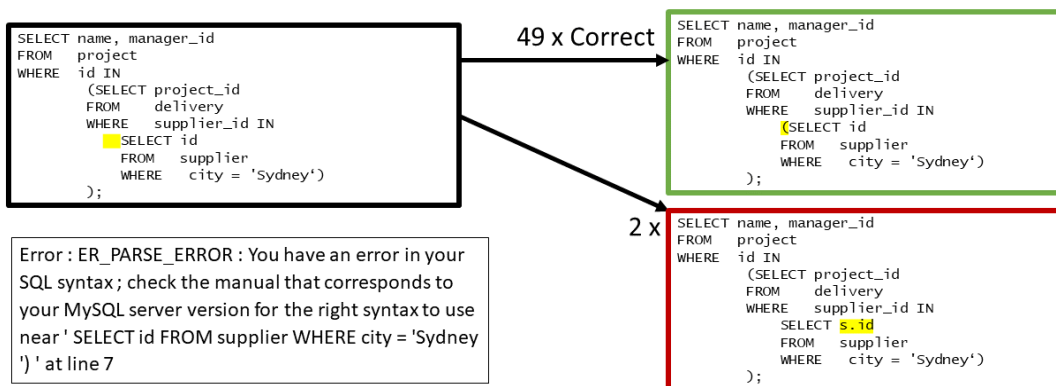 SELECT name, manager_id
FROM project
WHERE id IN
(SELECT project_id
FROM delivery
WHERE supplier_id IN
SELECT id
FROM supplier
WHERE city = 'Sydney‘)
);
Error : ER_PARSE_ERROR : You have an error in your
SQL syntax ; check the manual that corresponds to
your MySQL server version for the right syntax to use
near ' SELECT id FROM supplier WHERE city = 'Sydney
') ' at line 7
49 x Correct
SELECT name, manager_id
FROM project
WHERE id IN
(SELECT project_id
FROM delivery
WHERE supplier_id IN
(SELECT id
FROM supplier
WHERE city = 'Sydney‘)
);
2 x
SELECT name, manager_id
FROM project
WHERE id IN
(SELECT project_id
FROM delivery
WHERE supplier_id IN
SELECT s.id
FROM supplier
WHERE city = 'Sydney‘)
);